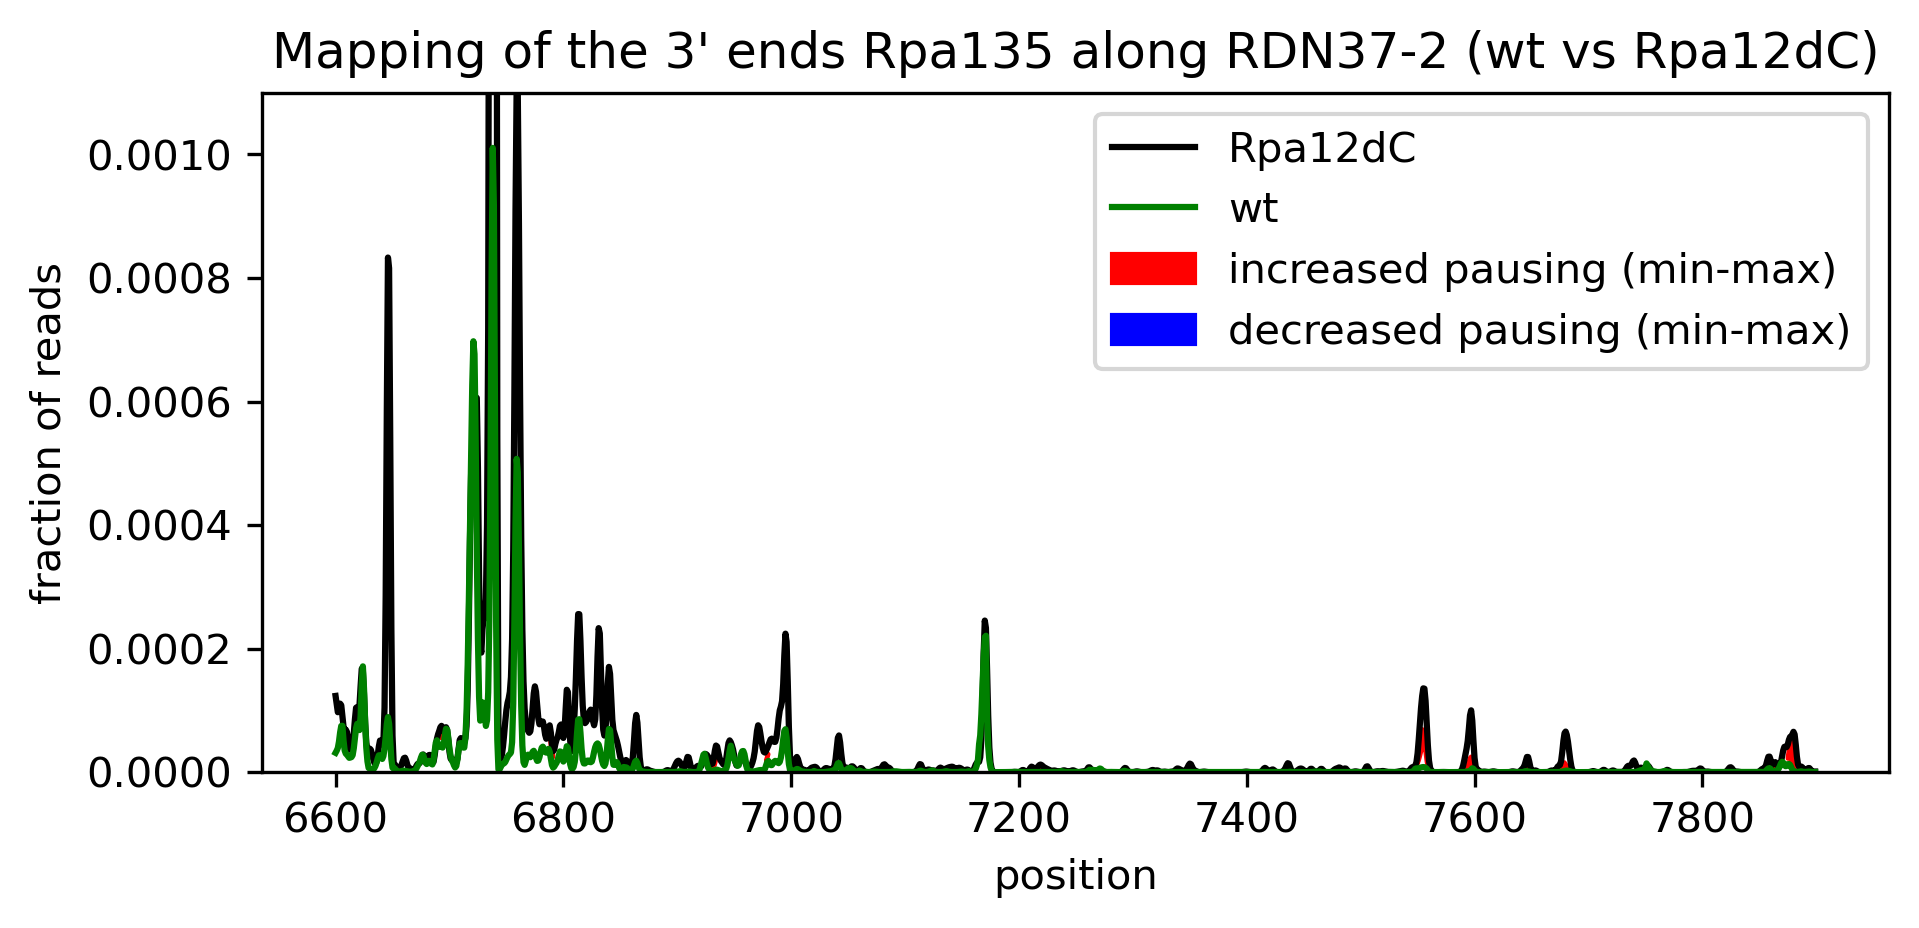 Mapping of the 3' ends Rpa135 along RDN37-2 (wt vs Rpa12dC)
Rpa12dC
wt
increased pausing (min-max)
decreased pausing (min-max)
fraction of reads
0.0010
0.0008
0.0006
0.0004
0.0002
0.0000
6600 6800 7000 7200 7400 7600 7800
position